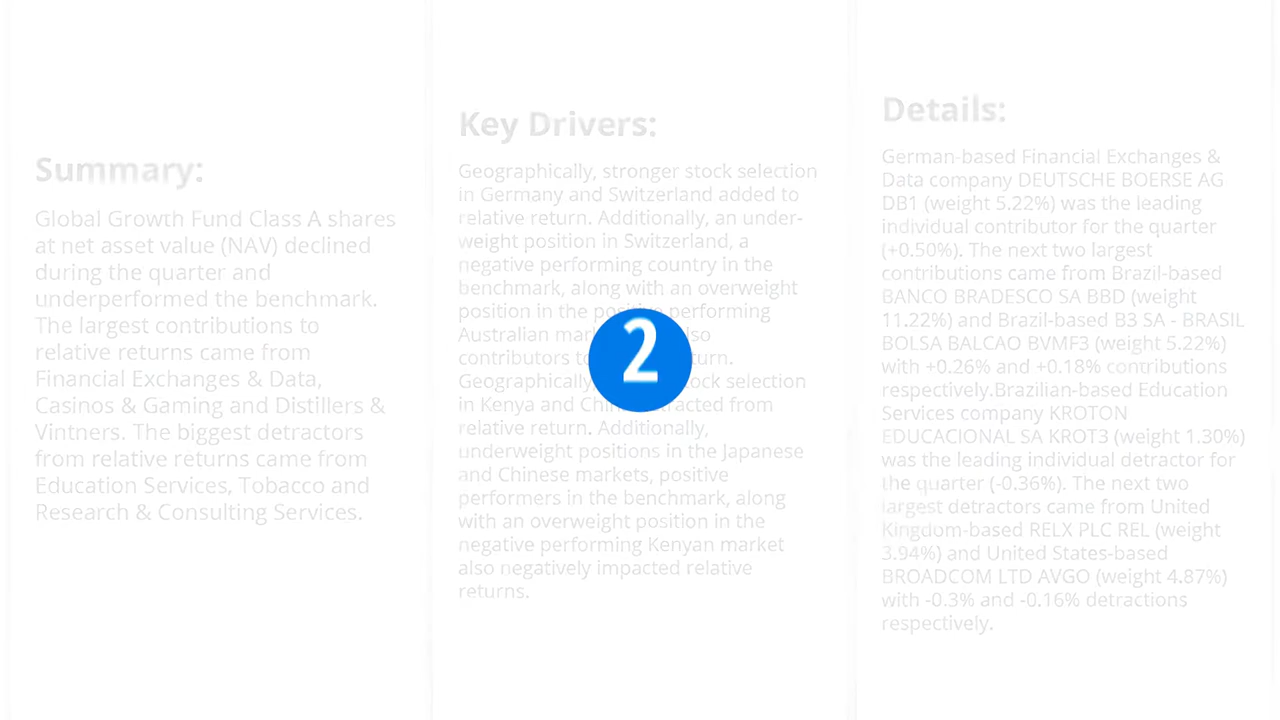 Summary:
Global Growth Fund Class A shares
at net asset value (NAV) declined
during the quarter and
underperformed the benchmark.
The largest contributions to
relative returns came from
Financial Exchanges & Data,
Casinos & Gaming and Distillers &
Vintners. The biggest detractors
from relative returns came from
Education Services, Tobacco and
Research & Consulting Services.
Key Drivers:
Geographically, stronger stock selection
in Germany and Switzerland added to
relative return. Additionally, an under-
weight position in Switzerland, a
negative performing country in the
benchmark, along with an overweight
position in the positive performing
Australian
contributors
Geographically, stock selection
in Kenya and from
relative return. Additionally,
underweight positions in the Japanese
and Chinese markets, positive
performers in the benchmark, along
with an overweight position in the
negative performing Kenyan market
also negatively impacted relative
returns.
2
Details:
German-based Financial Exchanges &
Data company DEUTSCHE BOERSE AG
DB1 (weight 5.22%) was the leading
individual contributor for the quarter
(+0.50%). The next two largest
contributions came from Brazil-based
BANCO BRADESCO SA BBD (weight
11.22%) and Brazil-based B3 SA - BRASIL
BOLSA BALCAO BVMF3 (weight 5.22%)
with +0.26% and +0.18% contributions
respectively.Brazilian-based Education
Services company KROTON
EDUCACIONAL SA KROT3 (weight 1.30%)
was the leading individual detractor for
the quarter (-0.36%). The next two
largest detractors came from United
Kingdom-based RELX PLC REL (weight
3.94%) and United States-based
BROADCOM LTD AVGO (weight 4.87%)
with -0.3% and -0.16% detractions
respectively.